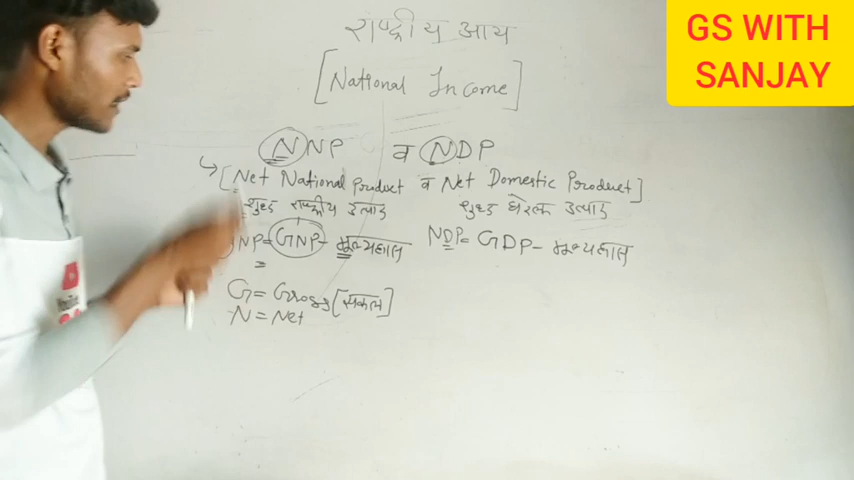 GS WITH
SANJAY
राष्ट्रीय आय
[National Income]
NNP व NDP
[Net National Product व Net Domestic Product]
शुद्ध राष्ट्रीय उत्पाद शुद्ध घरेलू उत्पाद
NNP = GNP - मूल्यह्रास NDP = GDP - मूल्यह्रास
G = Gross [सकल]
N = Net